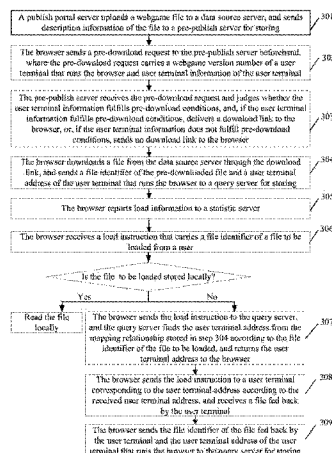 A publish portal server uploads a webgame file to a data source server, and sends
description information of the file to a pre-publish server for storing
301
The browser sends a pre-download request to the pre-publish server beforehand,
where the pre-download request carries a webgame version number of a user
terminal that runs the browser and user terminal information of the user terminal
302
The pre-publish server receives the pre-download request and judges whether the
user terminal information fulfills pre-download conditions, and, if the user terminal
information fulfills pre-download conditions, delivers a download link to the
browser, or, if the user terminal information does not fulfill pre-download
conditions, sends no download link to the browser
303
The browser downloads a file from the data source server through the download
link, and sends a file identifier of the pre-downloaded file and a user terminal
address of the user terminal that runs the browser to a query server for storing
304
The browser reports load information to a statistic server
305
The browser receives a load instruction that carries a file identifier of a file to be
loaded from a user
306
Is the file to be loaded stored locally?
Yes
No
Read the file
locally
The browser sends the load instruction to the query server,
and the query server finds the user terminal address from the
mapping relationship stored in step 304 according to the file
identifier of the file to be loaded, and returns the user
terminal address to the browser
307
The browser sends the load instruction to a user terminal
corresponding to the user terminal address according to the
received user terminal address, and receives a file fed back
by the user terminal
308
The browser sends the file identifier of the file fed back by
the user terminal and the user terminal address of the user
terminal that runs the browser to the query server for storing
309